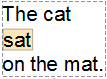 The cat
sat
on the mat.